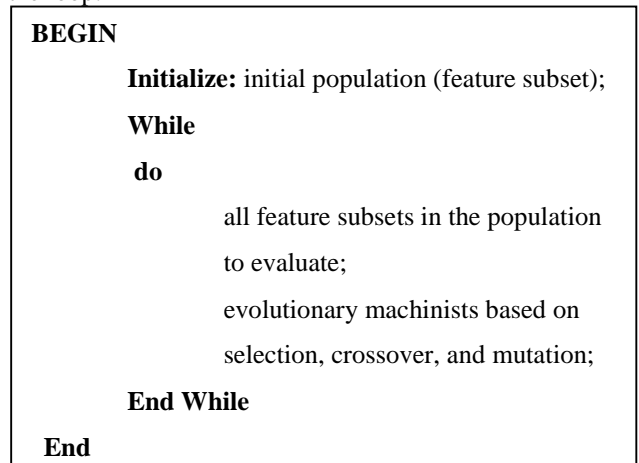 BEGIN
Initialize: initial population (feature subset);
While
do
all feature subsets in the population
to evaluate;
evolutionary machinists based on
selection, crossover, and mutation;
End While
End